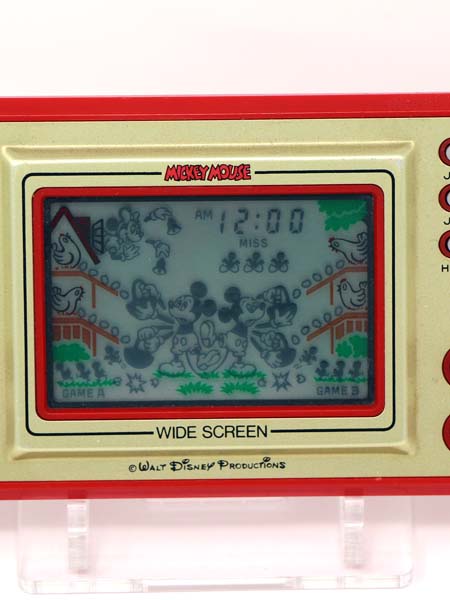 MICKEY MOUSE
AM 12:00
MISS
GAME A
GAME B
WIDE SCREEN
© WALT DISNEY PRODUCTIONS